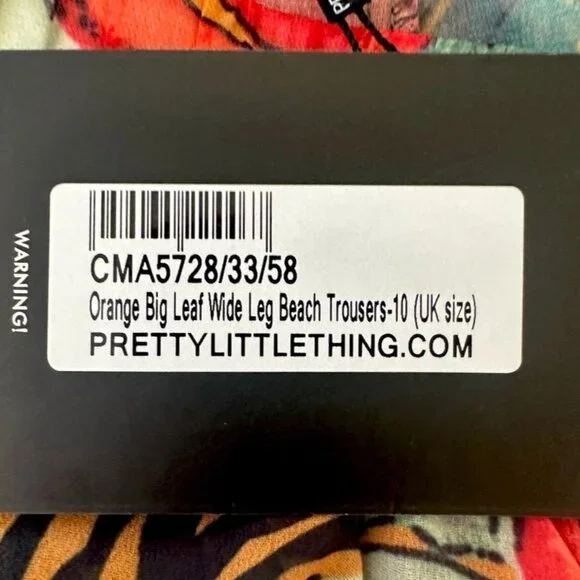 WARNING!
CMA5728/33/58
Orange Big Leaf Wide Leg Beach Trousers-10 (UK size)
PRETTYLITTLETHING.COM